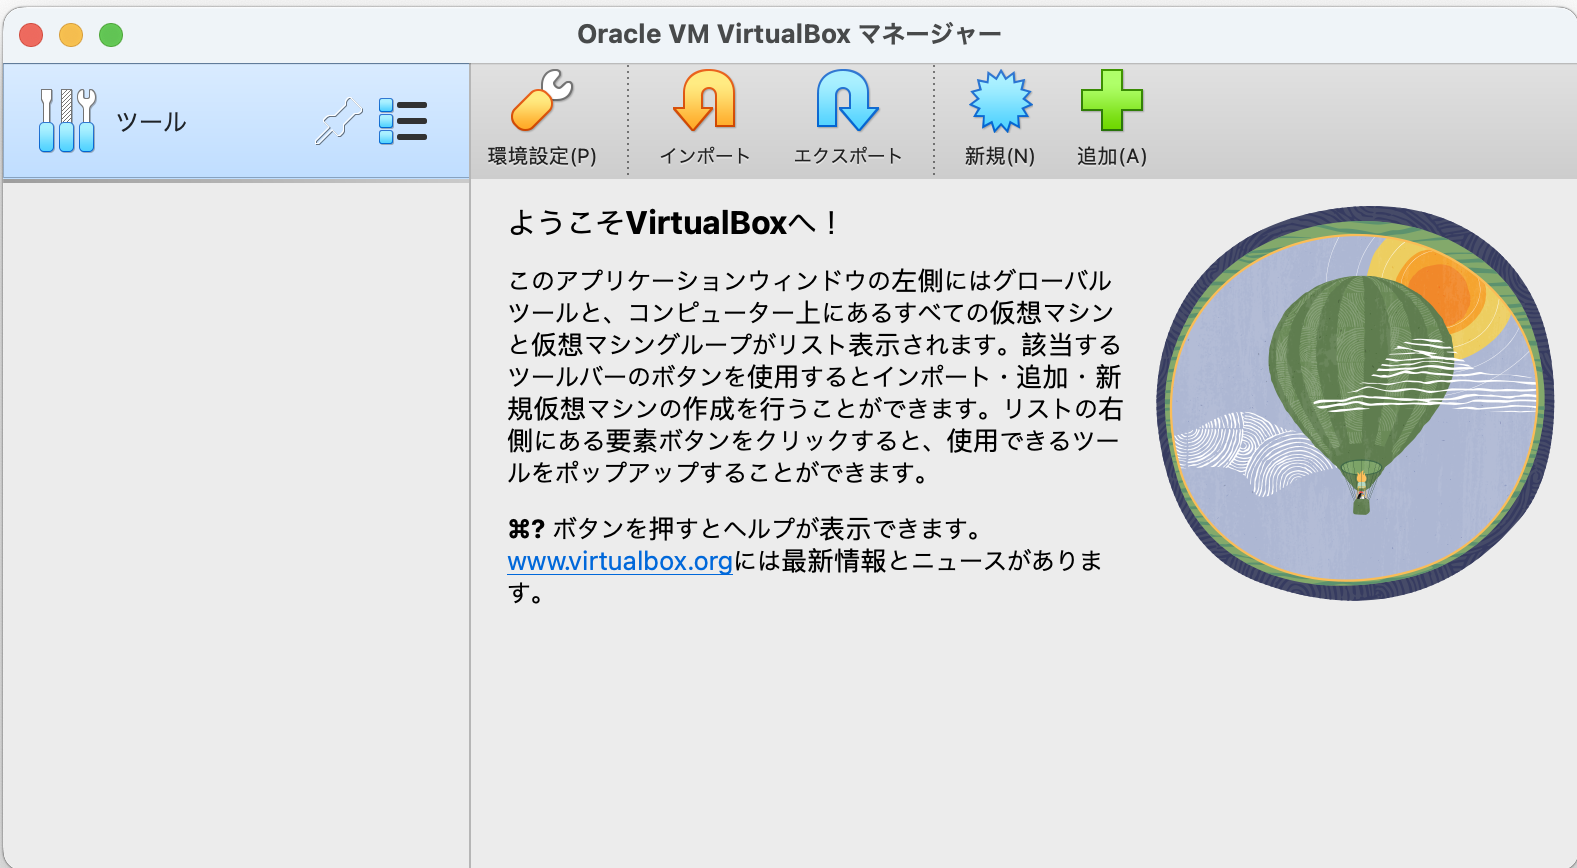 Oracle VM VirtualBox マネージャー
ツール
環境設定(P)
インポート
エクスポート
新規(N)
追加(A)
ようこそVirtualBoxへ！
このアプリケーションウィンドウの左側にはグローバル
ツールと、コンピューター上にあるすべての仮想マシン
と仮想マシングループがリスト表示されます。該当する
ツールバーのボタンを使用するとインポート・追加・新
規仮想マシンの作成を行うことができます。リストの右
側にある要素ボタンをクリックすると、使用できるツー
ルをポップアップすることができます。
⌘? ボタンを押すとヘルプが表示できます。
www.virtualbox.orgには最新情報とニュースがありま
す。